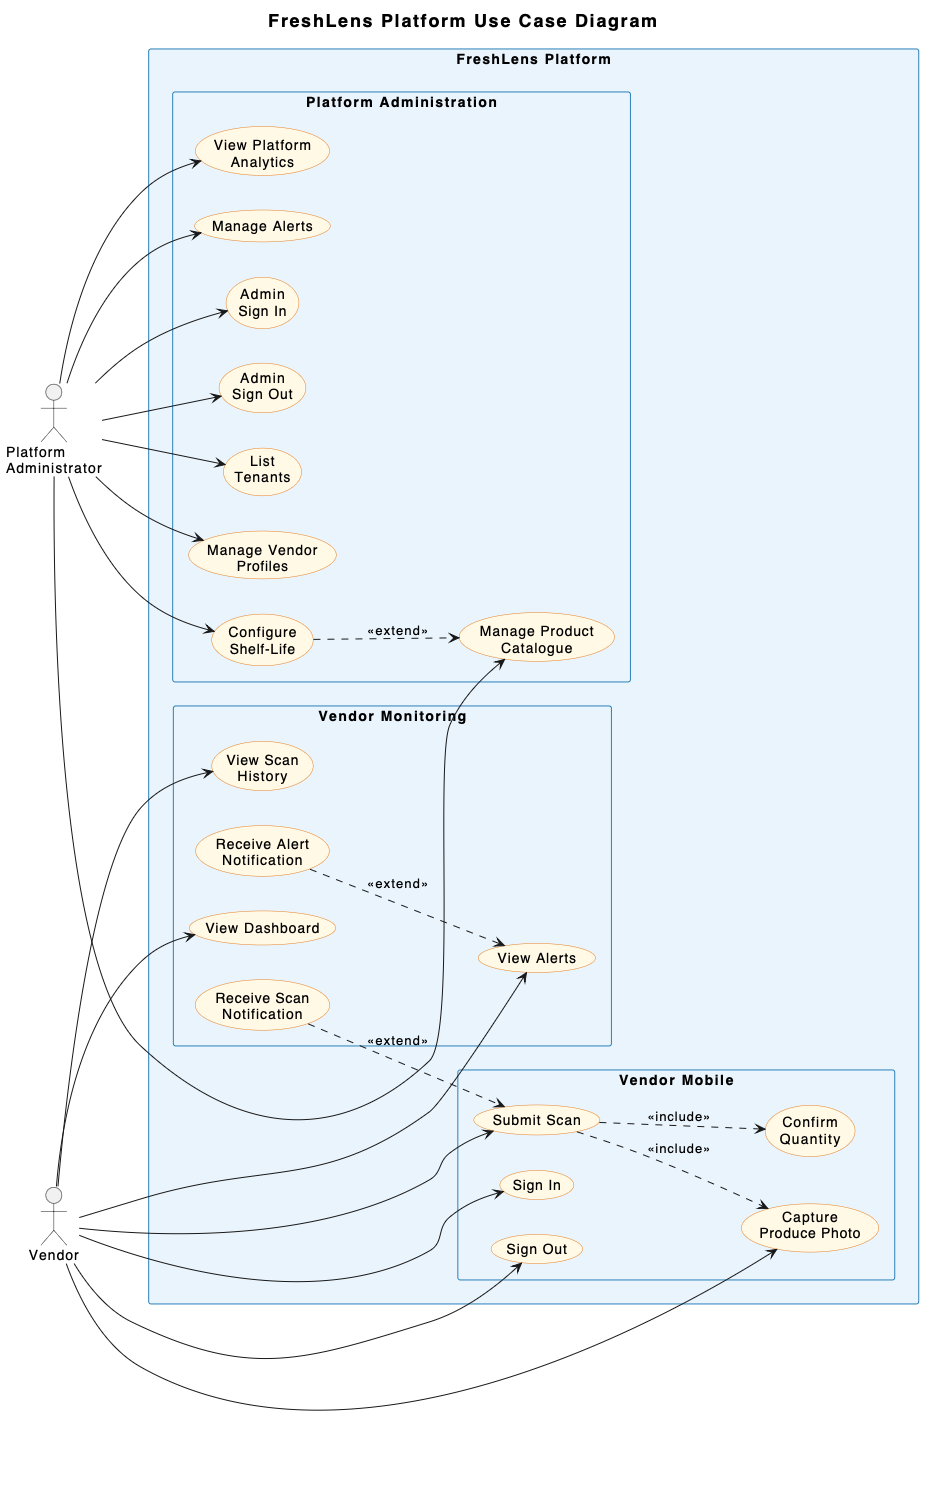 FreshLens Platform Use Case Diagram
FreshLens Platform
Platform Administration
View Platform
Analytics
Manage Alerts
Admin
Sign In
Admin
Sign Out
Platform
Administrator
List
Tenants
Manage Vendor
Profiles
Configure
Shelf-Life
«extend»
Manage Product
Catalogue
Vendor Monitoring
View Scan
History
Receive Alert
Notification
«extend»
View Dashboard
View Alerts
Receive Scan
Notification
«extend»
Vendor Mobile
Submit Scan
«include»
Confirm
Quantity
«include»
Sign In
Capture
Produce Photo
Sign Out
Vendor